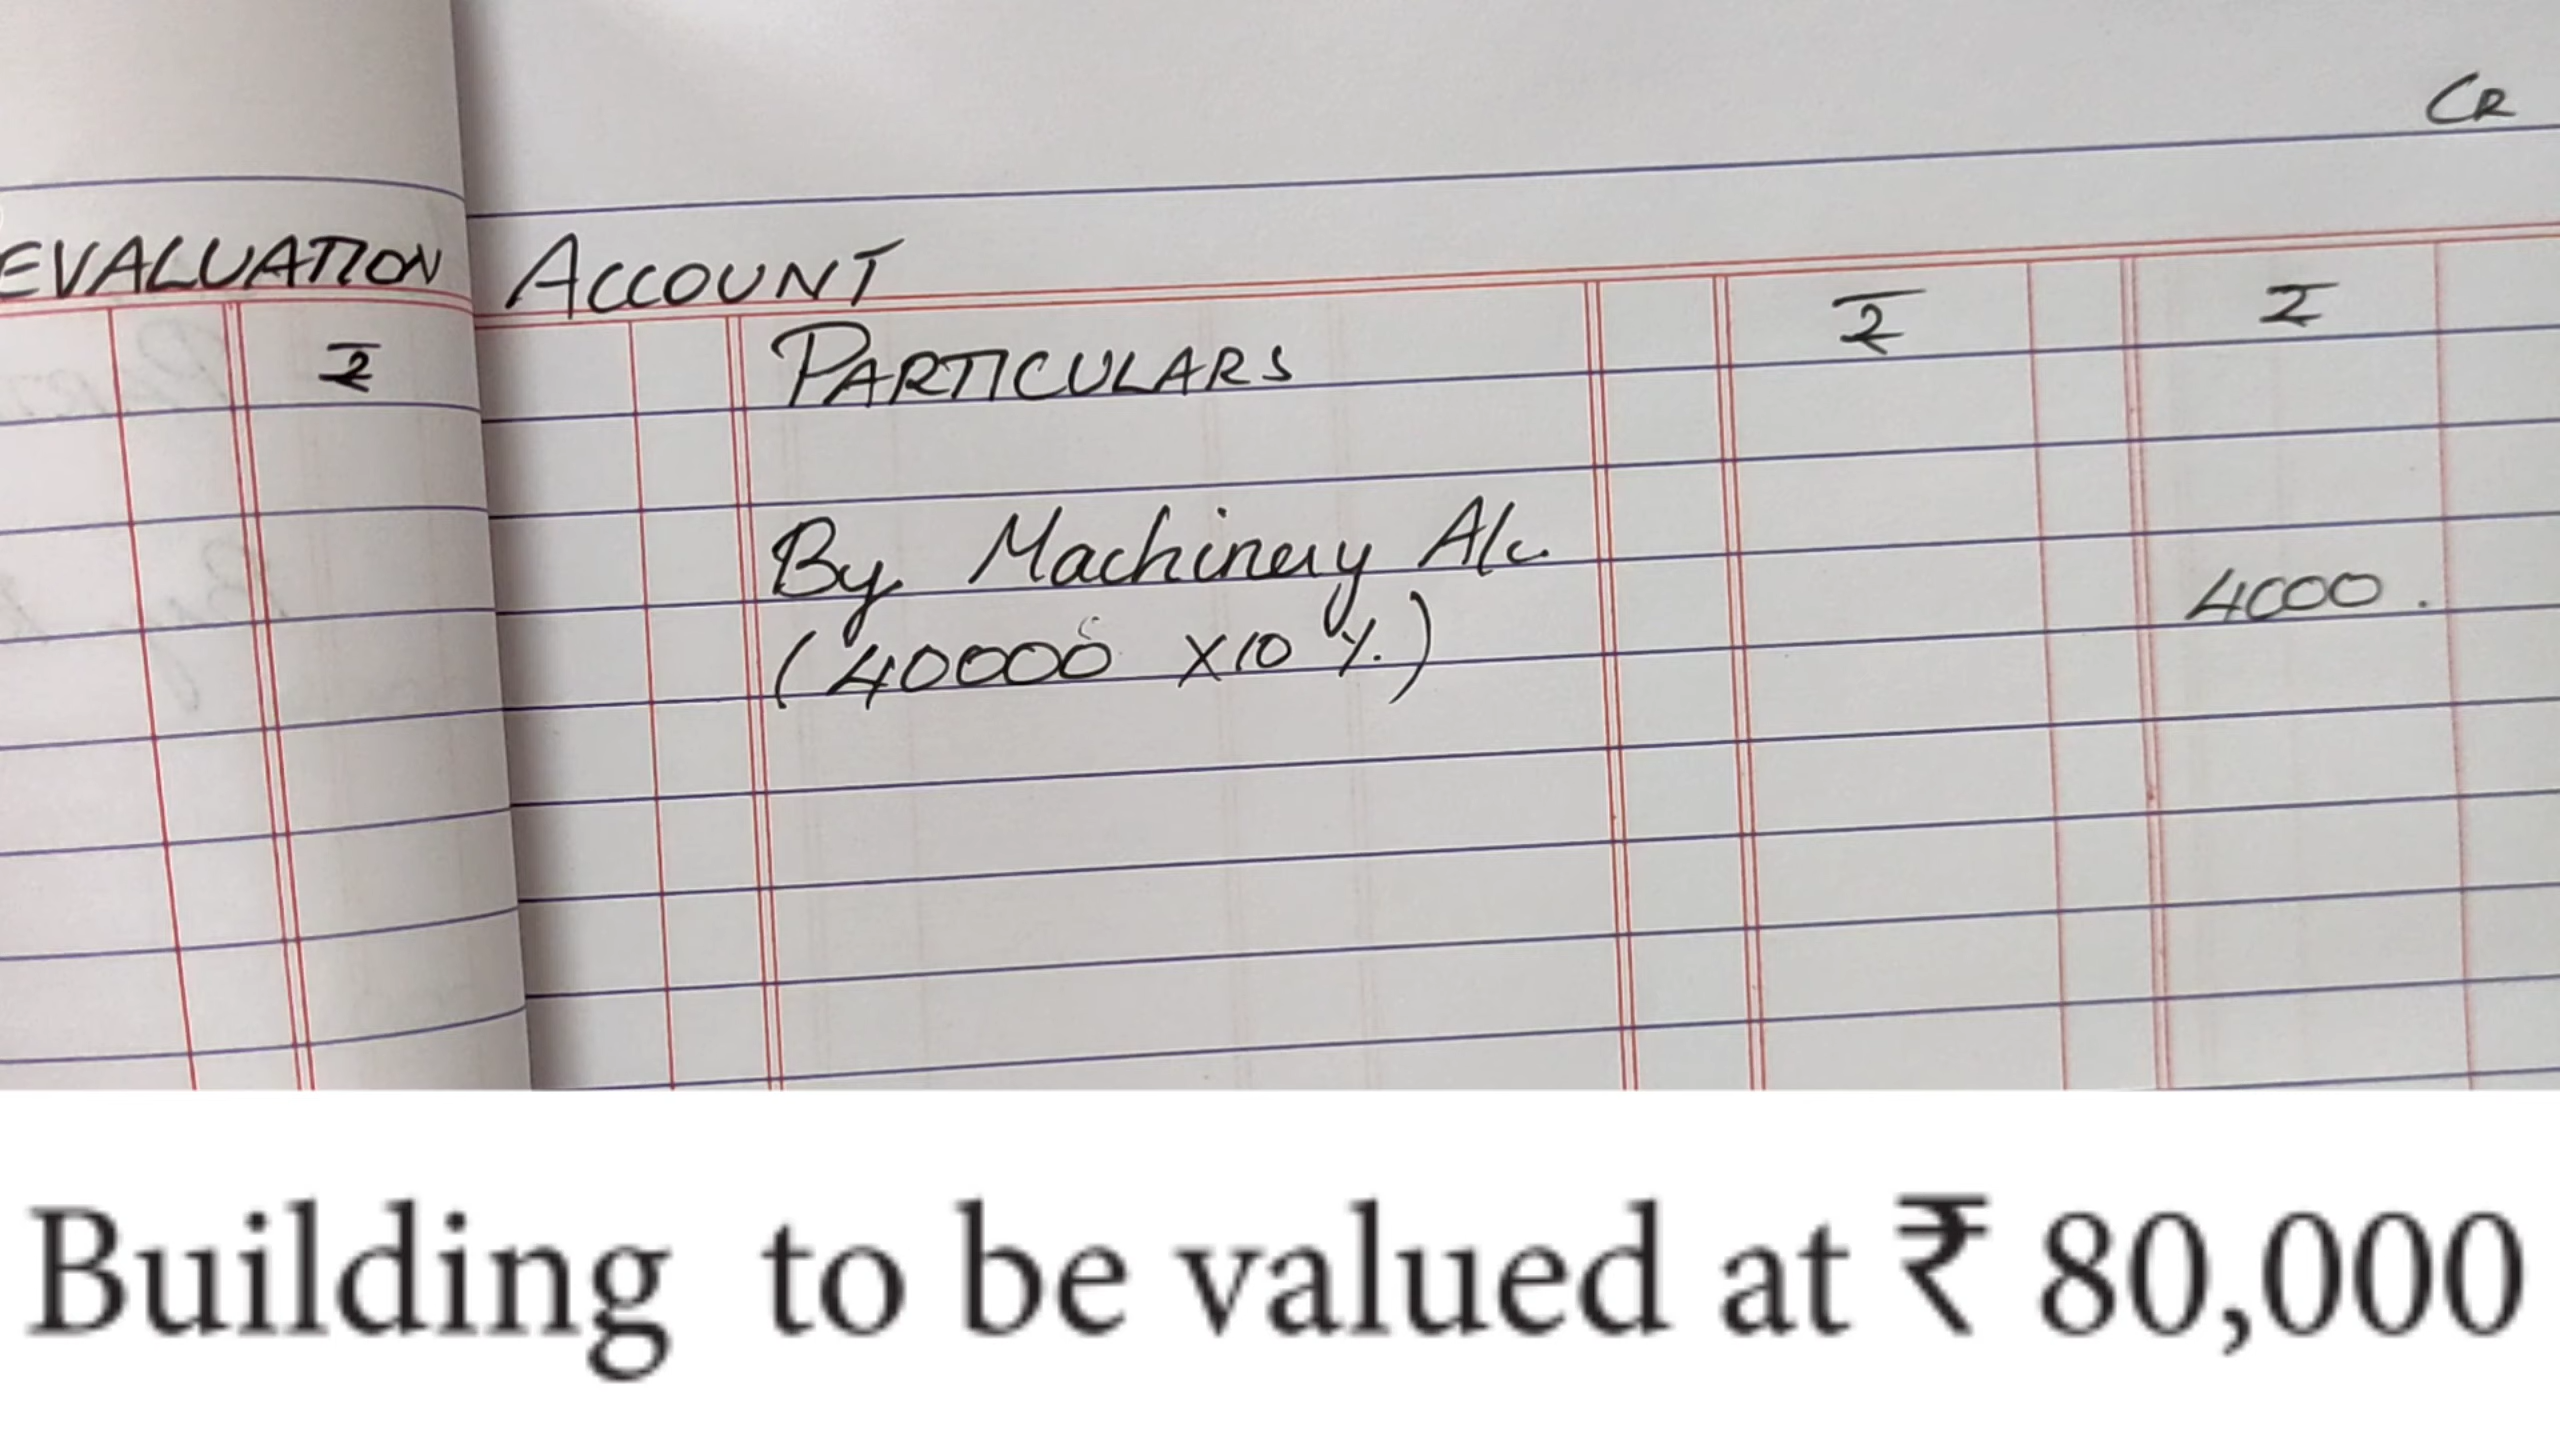 CR
EVALUATION ACCOUNT
₹ PARTICULARS ₹ ₹
By Machinery A/c 4000.
(40000 X10%.)
Building to be valued at ₹ 80,000